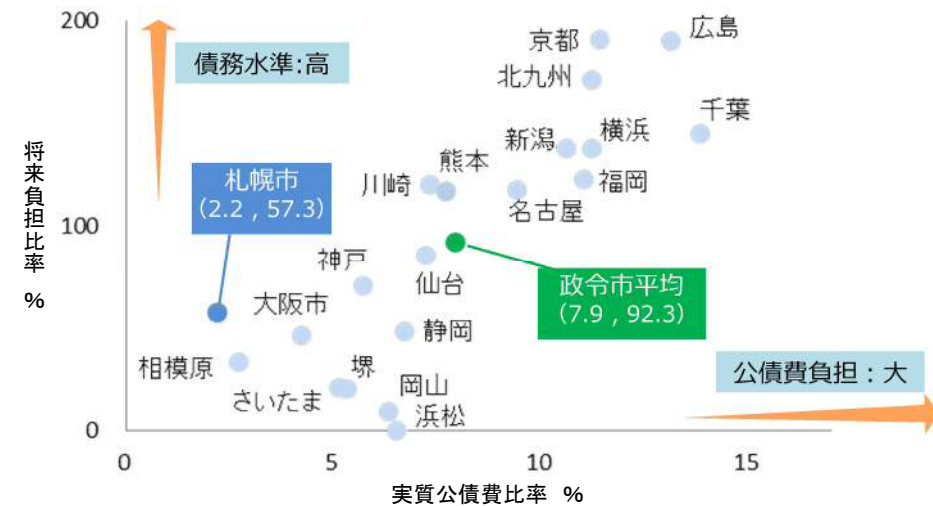 200
債務水準:高
京都
広島
北九州
千葉
新潟
横浜
将来負担比率 %
札幌市
(2.2 , 57.3)
川崎
熊本
福岡
名古屋
100
神戸
仙台
政令市平均
(7.9 , 92.3)
大阪市
静岡
相模原
堺
さいたま
岡山
公債費負担：大
浜松
0
0
5
10
15
実質公債費比率 %